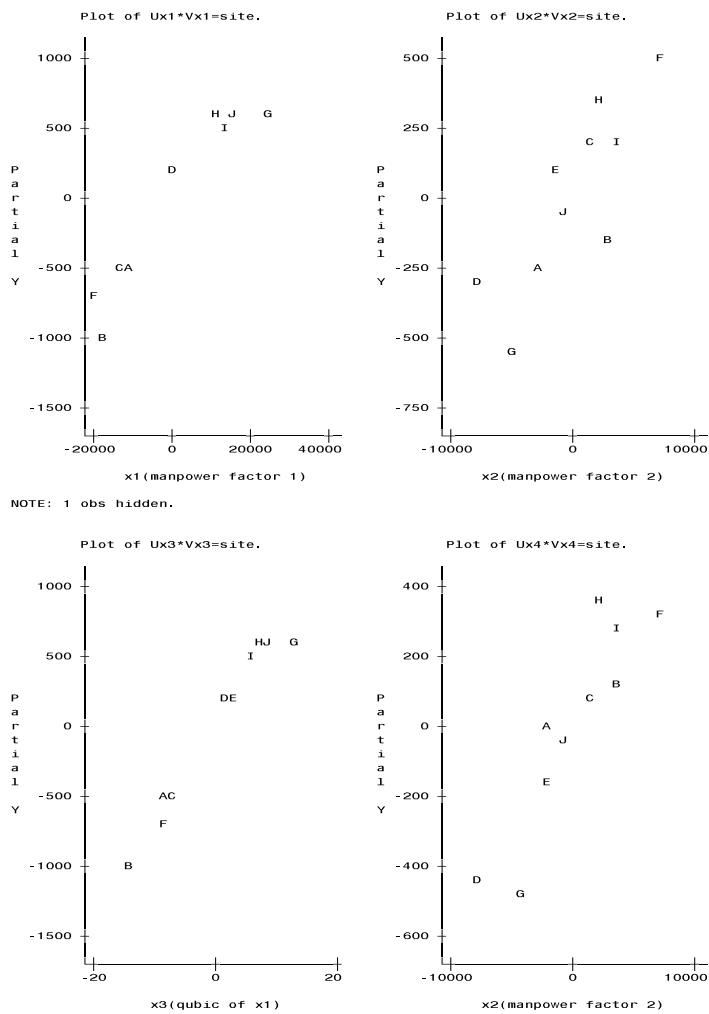 Plot of Ux1*Vx1=site.
1000
500
0
-500
-1000
-1500
Partial Y
H J G
I
D
CA
F
B
-20000 0 20000 40000
x1(manpower factor 1)
NOTE: 1 obs hidden.
Plot of Ux2*Vx2=site.
500
250
0
-250
-500
-750
Partial Y
F
H
C I
E
J
B
A
D
G
-10000 0 10000
x2(manpower factor 2)
Plot of Ux3*Vx3=site.
1000
500
0
-500
-1000
-1500
Partial Y
HJ G
I
DE
AC
F
B
-20 0 20
x3(qubic of x1)
Plot of Ux4*Vx4=site.
400
200
0
-200
-400
-600
Partial Y
H
F
I
B
C
A
J
E
D
G
-10000 0 10000
x2(manpower factor 2)